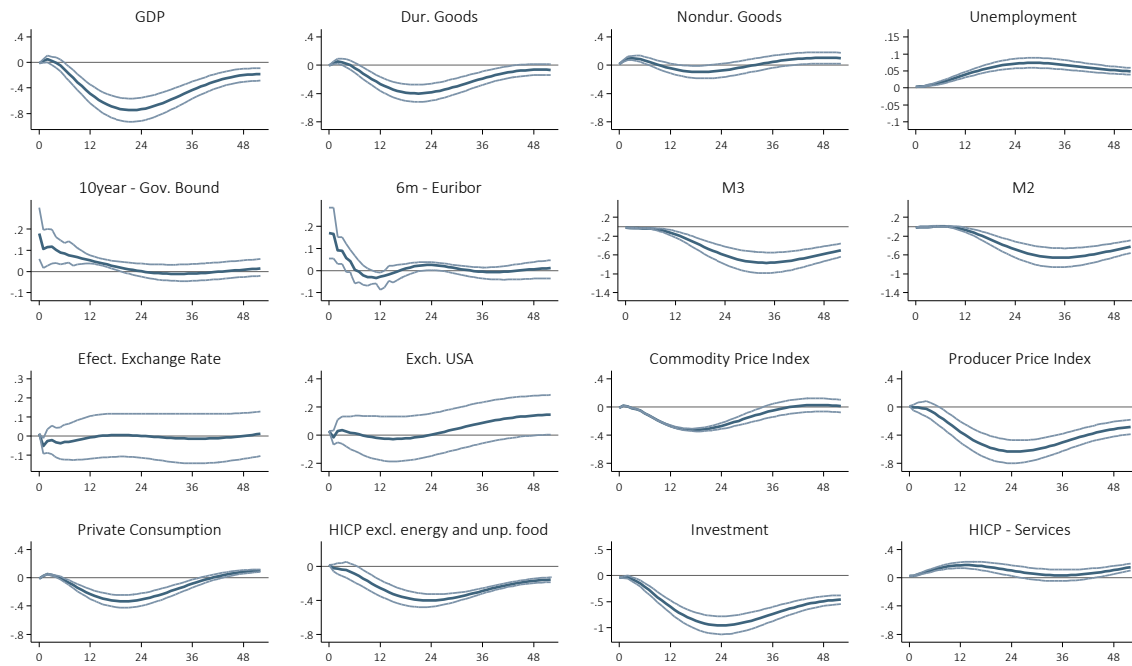 GDP
.4
0
-.4
-.8
0 12 24 36 48
Dur. Goods
.4
0
-.4
-.8
0 12 24 36 48
Nondur. Goods
.4
0
-.4
-.8
0 12 24 36 48
Unemployment
.15
.1
.05
0
-.05
-.1
0 12 24 36 48
10year - Gov. Bound
.2
.1
0
-.1
0 12 24 36 48
6m - Euribor
.2
.1
0
-.1
0 12 24 36 48
M3
.2
-.2
-.6
-1
-1.4
0 12 24 36 48
M2
.2
-.2
-.6
-1
-1.4
0 12 24 36 48
Efect. Exchange Rate
.3
.2
.1
0
-.1
0 12 24 36 48
Exch. USA
.4
.2
0
-.2
0 12 24 36 48
Commodity Price Index
.4
0
-.4
-.8
0 12 24 36 48
Producer Price Index
.4
0
-.4
-.8
0 12 24 36 48
Private Consumption
.4
0
-.4
-.8
0 12 24 36 48
HICP excl. energy and unp. food
0
-.4
-.8
0 12 24 36 48
Investment
.5
0
-.5
-1
0 12 24 36 48
HICP - Services
.4
0
-.4
-.8
0 12 24 36 48